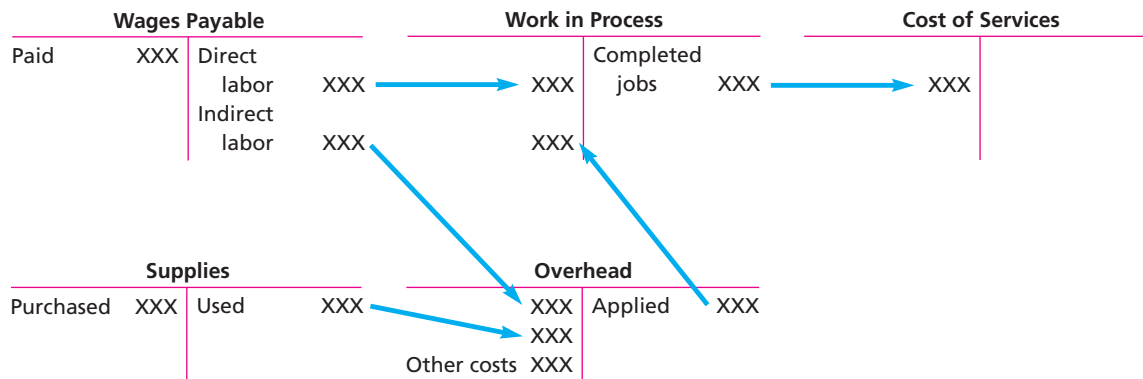 Wages Payable
Paid XXX Direct
labor XXX
Indirect
labor XXX
Work in Process
Completed
XXX jobs XXX
XXX
Cost of Services
XXX
Supplies
Purchased XXX Used XXX
Overhead
XXX Applied XXX
XXX
Other costs XXX